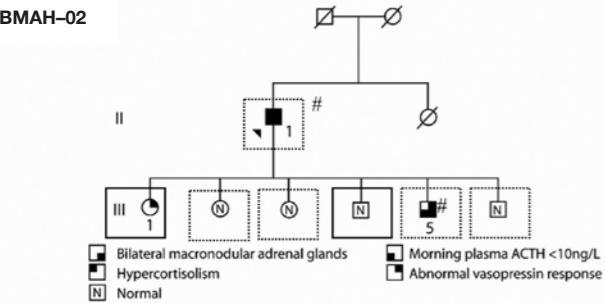 BMAH–02
II #
1
III N N N # N
1 5
Bilateral macronodular adrenal glands Morning plasma ACTH <10ng/L
Hypercortisolism Abnormal vasopressin response
N Normal